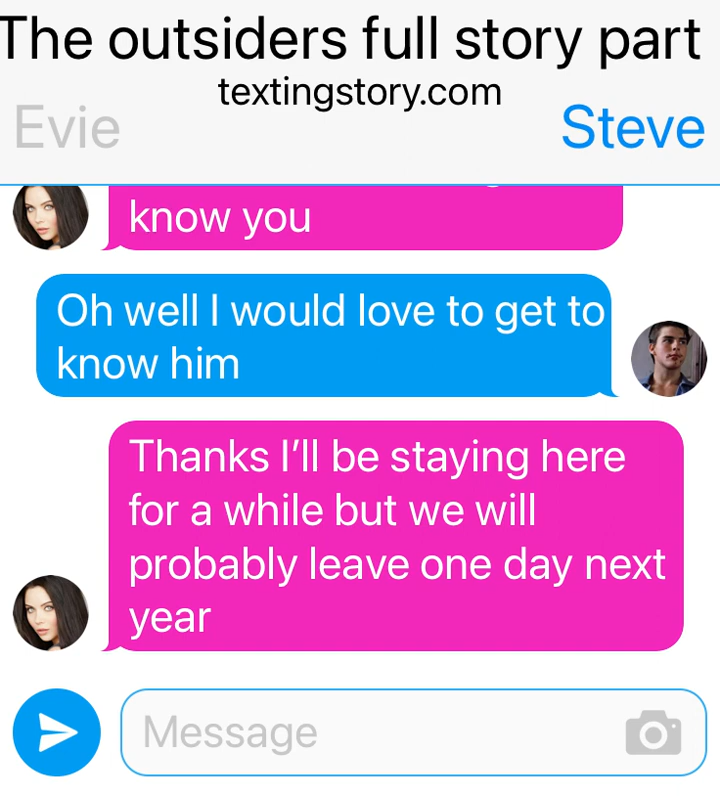 The outsiders full story part
textingstory.com
Evie
Steve
know you
Oh well I would love to get to
know him
Thanks I’ll be staying here
for a while but we will
probably leave one day next
year
Message